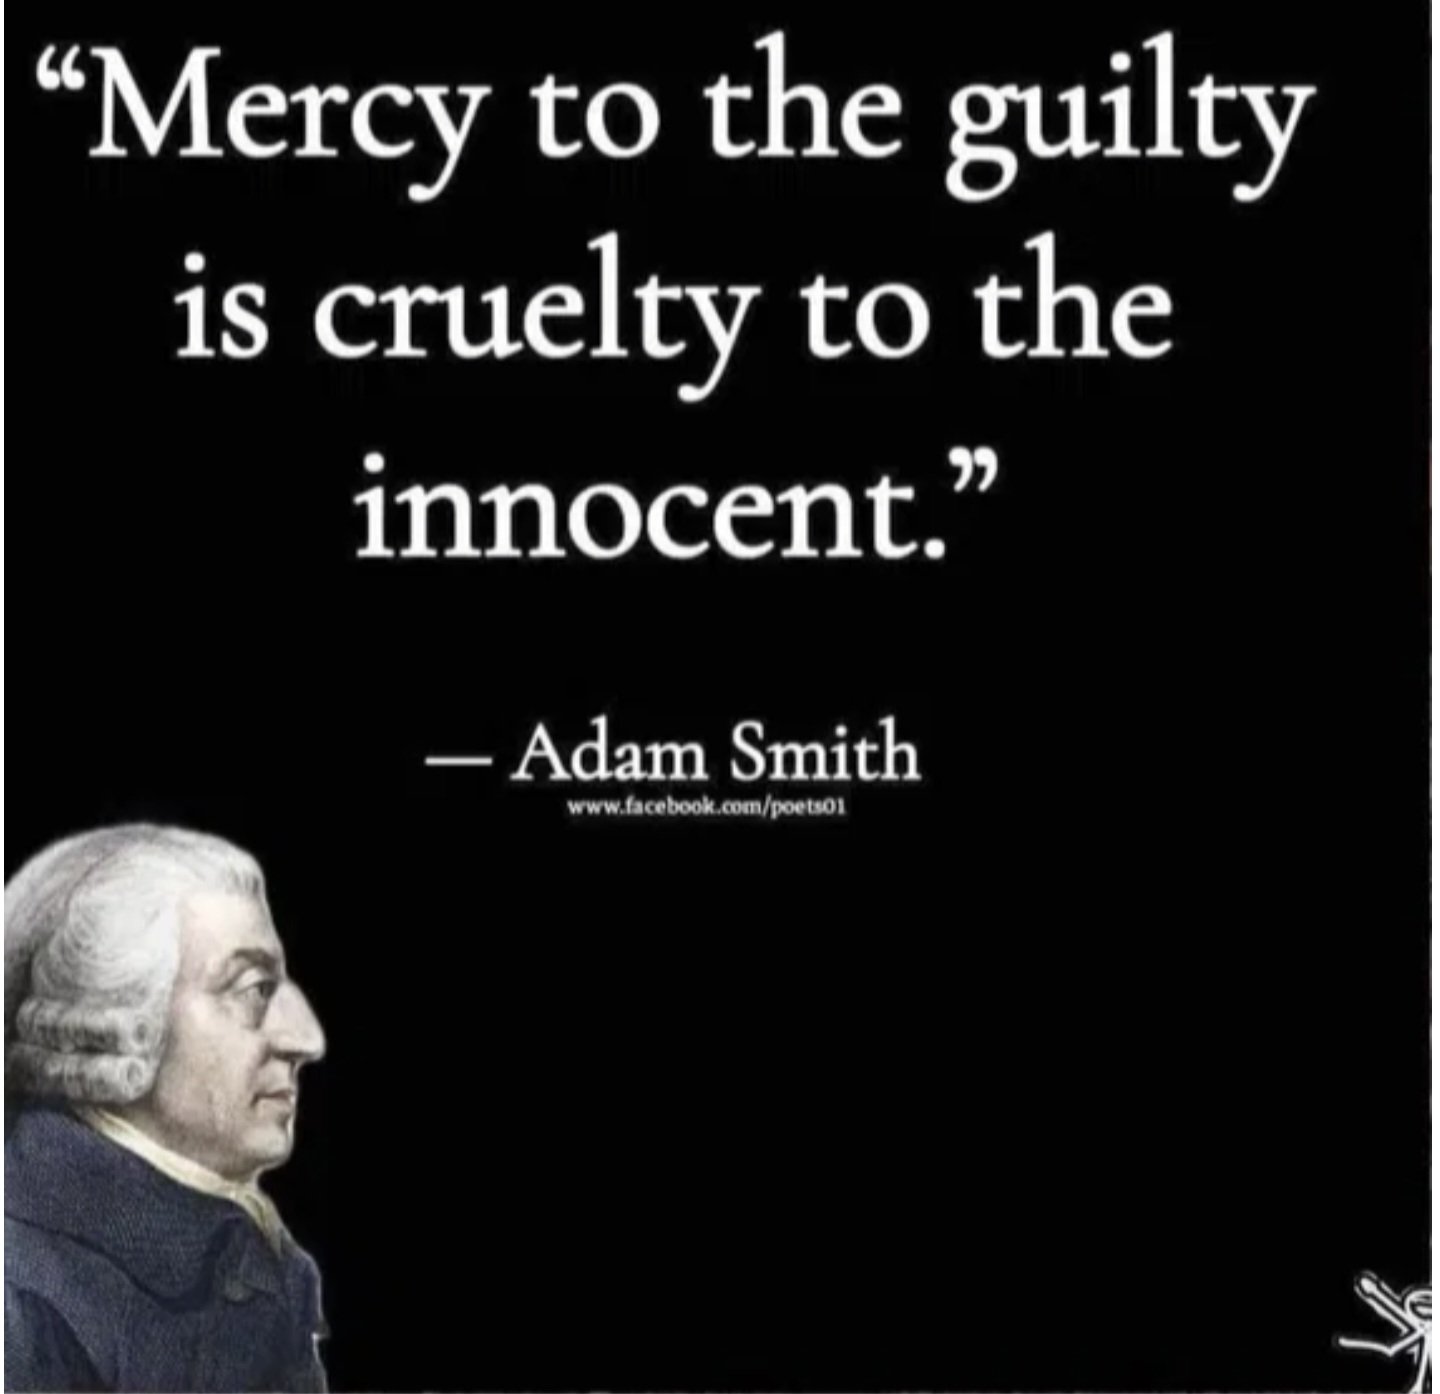 “Mercy to the guilty
is cruelty to the
innocent.”
— Adam Smith
www.facebook.com/poets01